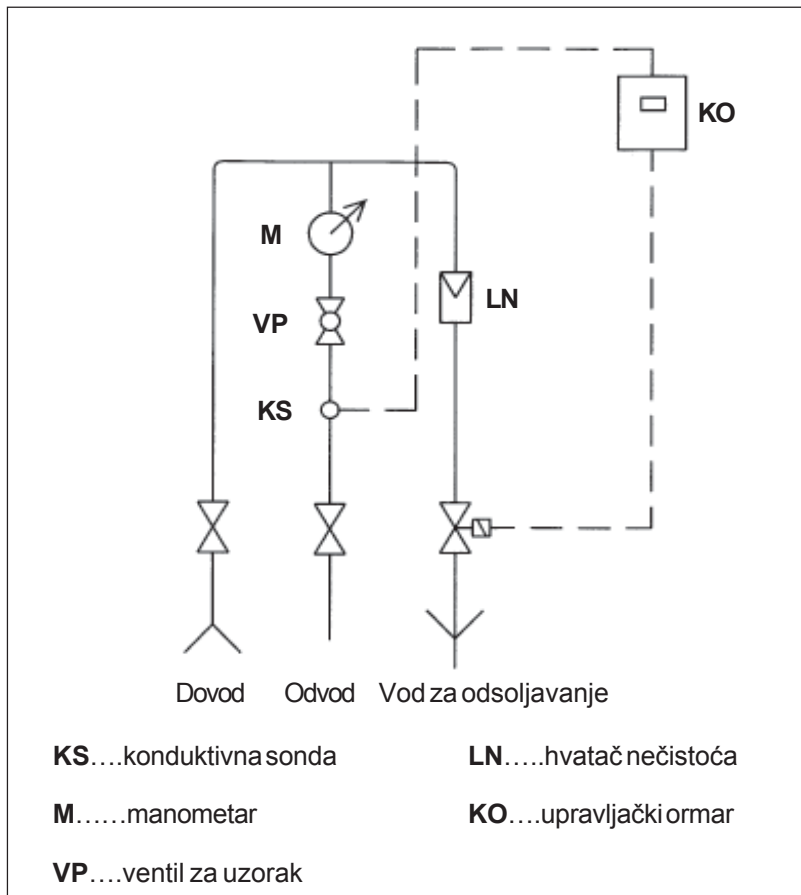 KO
M
LN
VP
KS
Dovod Odvod Vod za odsoljavanje
KS....konduktivna sonda LN.....hvatač nečistoća
M......manometar KO....upravljački ormar
VP....ventil za uzorak